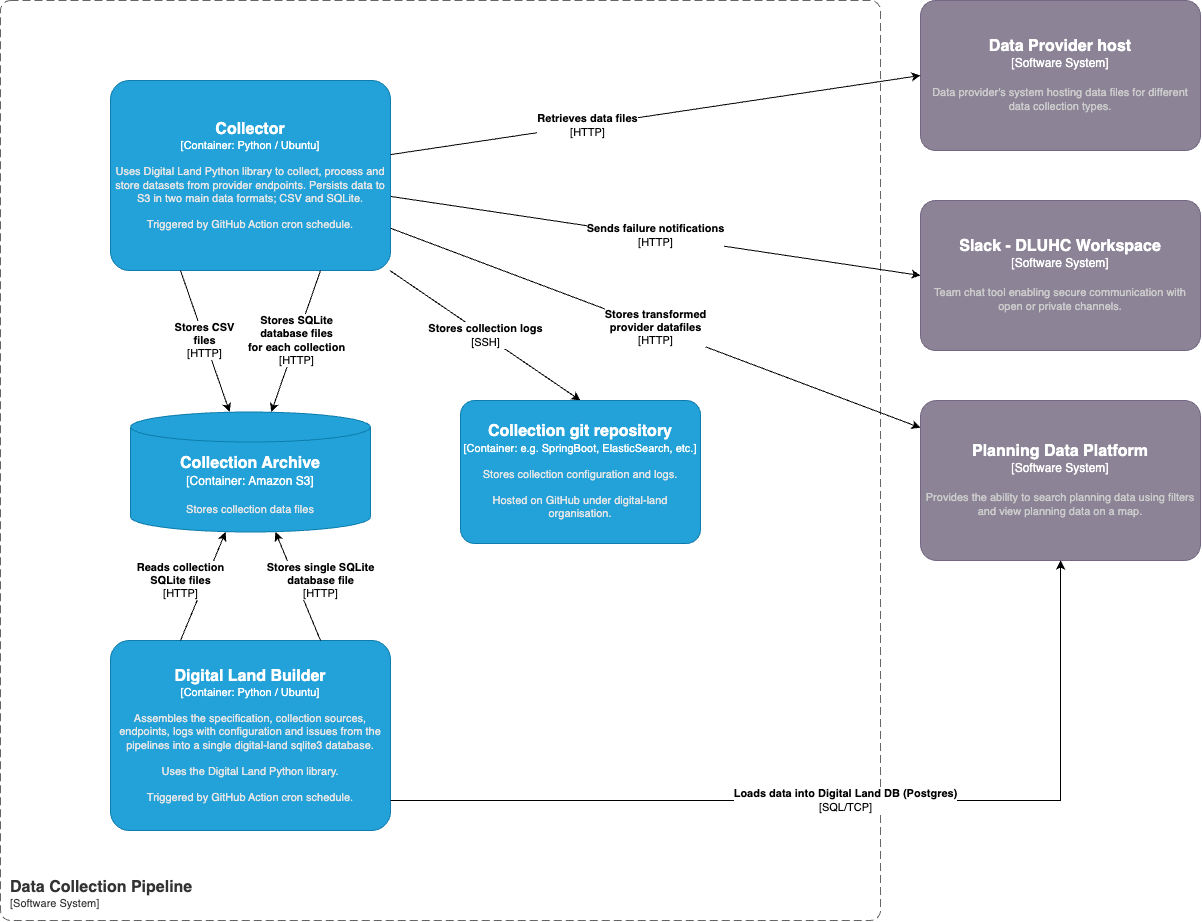 Data Provider host
[Software System]
Data provider's system hosting data files for different
data collection types.
Collector
[Container: Python / Ubuntu]
Uses Digital Land Python library to collect, process and
store datasets from provider endpoints. Persists data to
S3 in two main data formats; CSV and SQLite.
Triggered by GitHub Action cron schedule.
Retrieves data files
[HTTP]
Sends failure notifications
[HTTP]
Slack - DLUHC Workspace
[Software System]
Team chat tool enabling secure communication with
open or private channels.
Stores CSV
files
[HTTP]
Stores SQLite
database files
for each collection
[HTTP]
Stores collection logs
[SSH]
Stores transformed
provider datafiles
[HTTP]
Collection Archive
[Container: Amazon S3]
Stores collection data files
Collection git repository
[Container: e.g. SpringBoot, ElasticSearch, etc.]
Stores collection configuration and logs.
Hosted on GitHub under digital-land
organisation.
Planning Data Platform
[Software System]
Provides the ability to search planning data using filters
and view planning data on a map.
Reads collection
SQLite files
[HTTP]
Stores single SQLite
database file
[HTTP]
Digital Land Builder
[Container: Python / Ubuntu]
Assembles the specification, collection sources,
endpoints, logs with configuration and issues from the
pipelines into a single digital-land sqlite3 database.
Uses the Digital Land Python library.
Triggered by GitHub Action cron schedule.
Loads data into Digital Land DB (Postgres)
[SQL/TCP]
Data Collection Pipeline
[Software System]